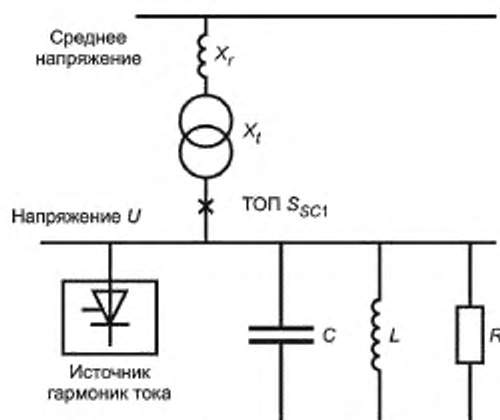 Среднее
напряжение
Xr
Xt
Напряжение U
ТОП SSC1
C
L
R
Источник
гармоник тока